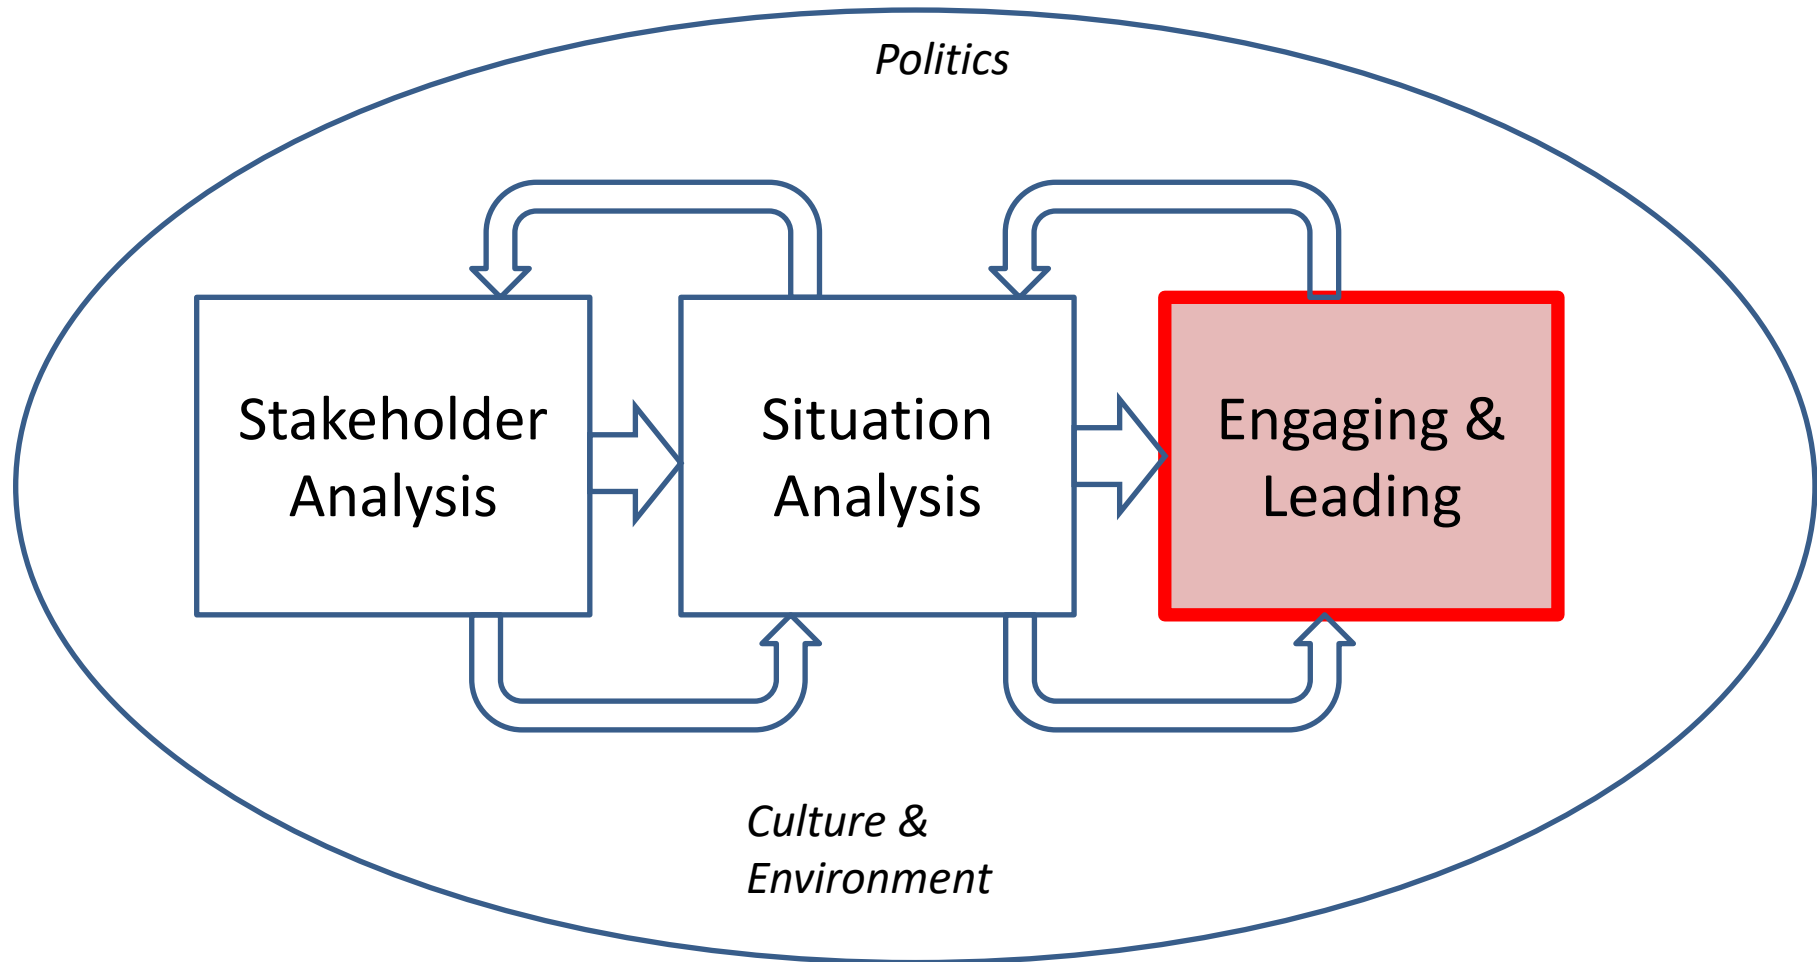 Politics
Stakeholder
Analysis
Situation
Analysis
Engaging &
Leading
Culture &
Environment